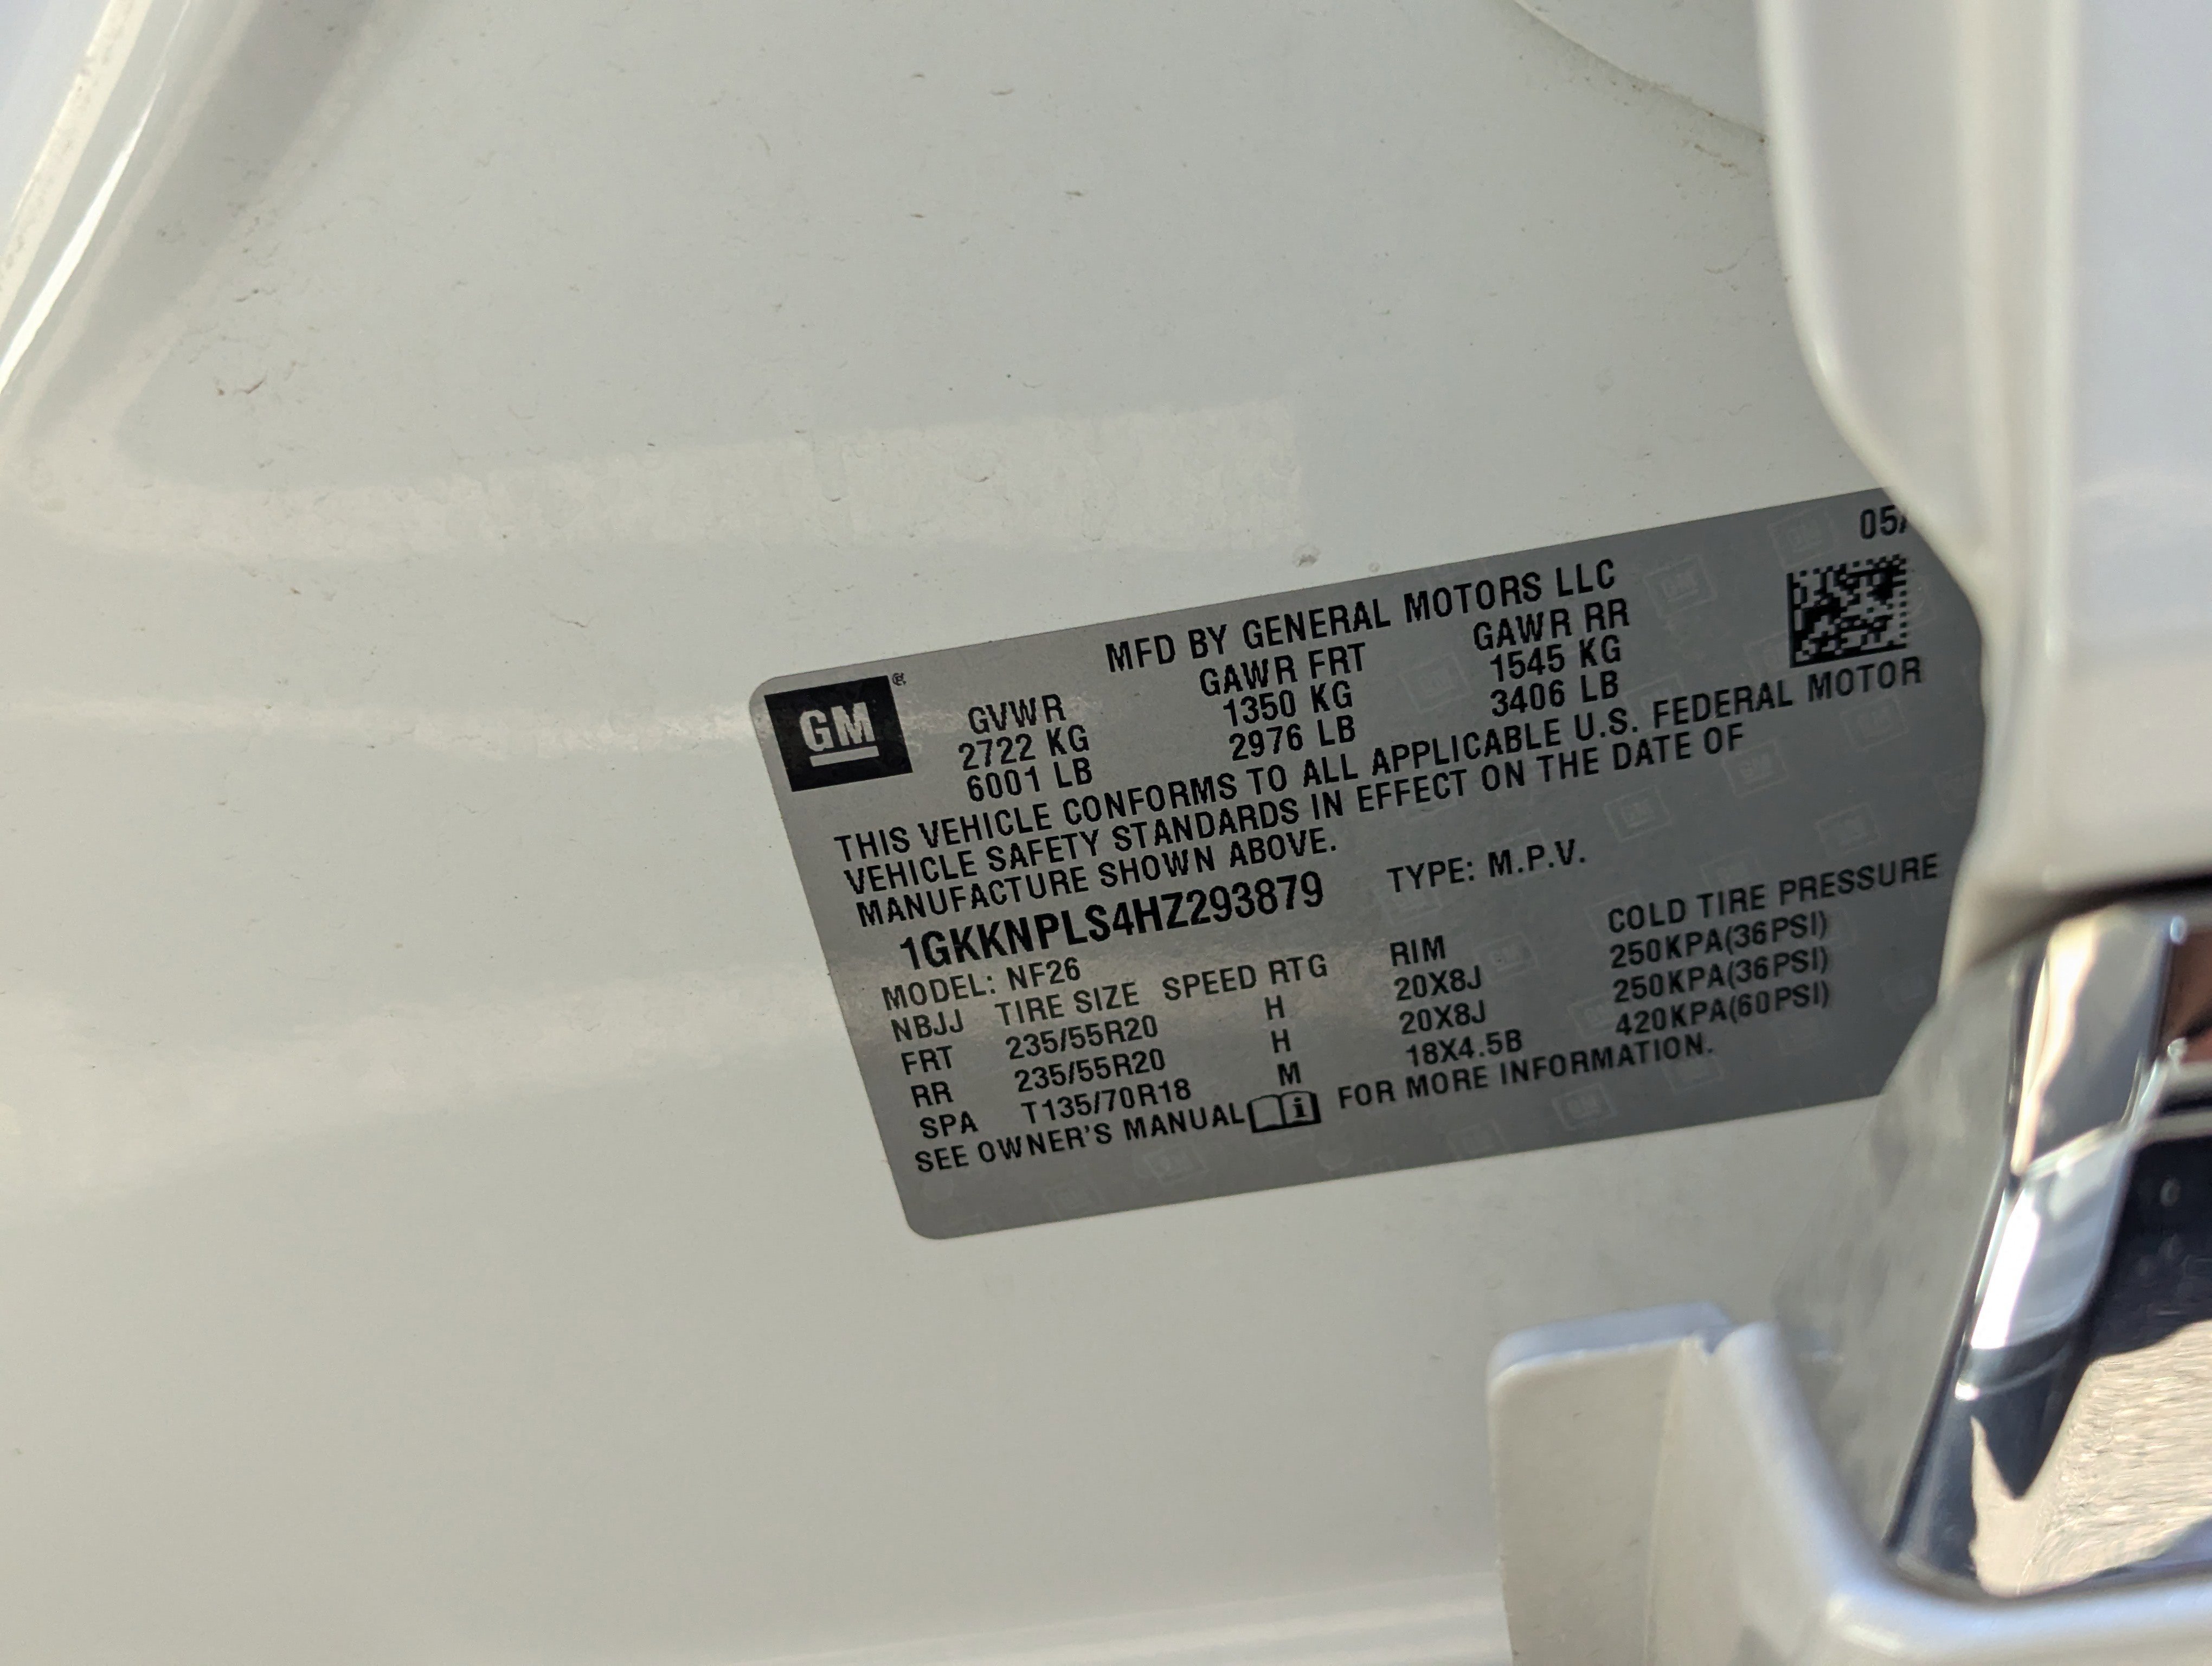 05/
MFD BY GENERAL MOTORS LLC
GM®
GVWR GAWR FRT GAWR RR
2722 KG 1350 KG 1545 KG
6001 LB 2976 LB 3406 LB
THIS VEHICLE CONFORMS TO ALL APPLICABLE U.S. FEDERAL MOTOR
VEHICLE SAFETY STANDARDS IN EFFECT ON THE DATE OF
MANUFACTURE SHOWN ABOVE.
1GKKNPLS4HZ293879 TYPE: M.P.V.
MODEL: NF26
NBJJ TIRE SIZE SPEED RTG RIM COLD TIRE PRESSURE
FRT 235/55R20 H 20X8J 250KPA(36PSI)
RR 235/55R20 H 20X8J 250KPA(36PSI)
SPA T135/70R18 M 18X4.5B 420KPA(60PSI)
SEE OWNER'S MANUAL i FOR MORE INFORMATION.